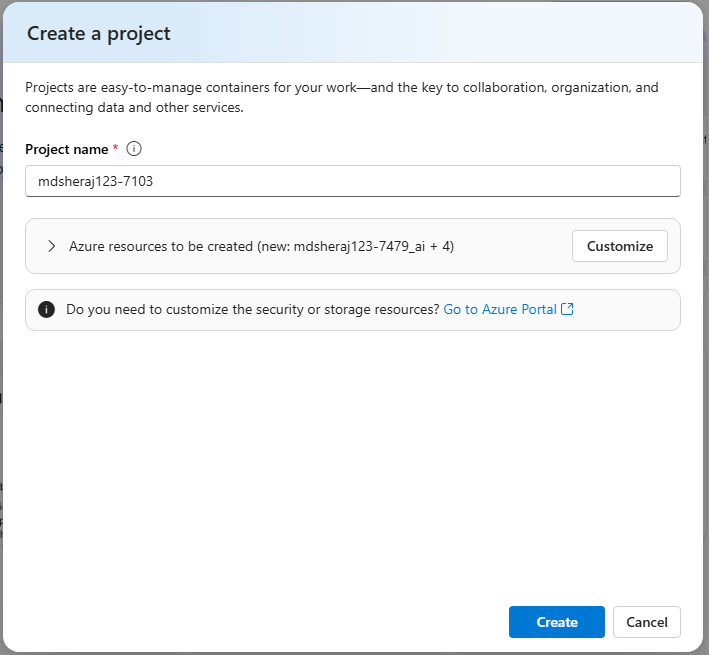 Create a project
Projects are easy-to-manage containers for your work—and the key to collaboration, organization, and
connecting data and other services.
Project name *
mdsheraj123-7103
Azure resources to be created (new: mdsheraj123-7479_ai + 4)
Customize
Do you need to customize the security or storage resources? Go to Azure Portal
Create
Cancel